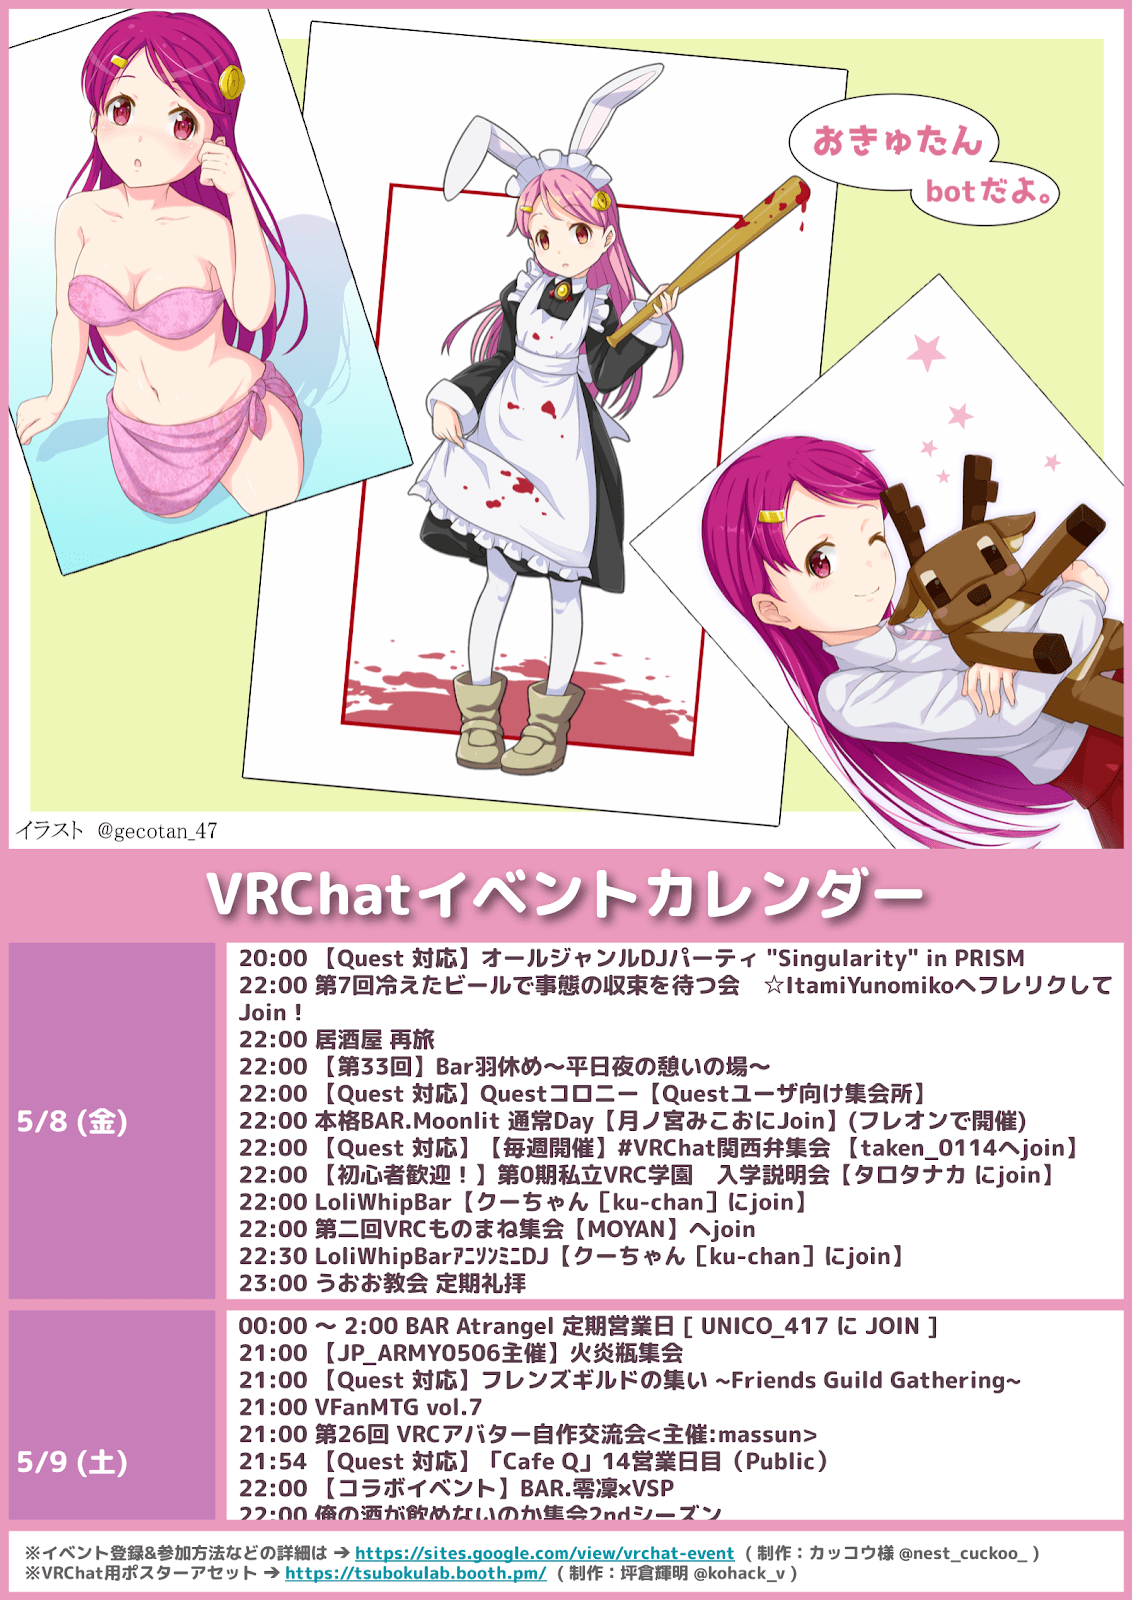 おきゅたん
botだよ。
イラスト @gecotan_47
VRChatイベントカレンダー
5/8 (金)
20:00 【Quest 対応】オールジャンルDJパーティ "Singularity" in PRISM
22:00 第7回冷えたビールで事態の収束を待つ会　☆ItamiYunomikoへフレリクして
Join！
22:00 居酒屋 再旅
22:00 【第33回】Bar羽休め～平日夜の憩いの場～
22:00 【Quest 対応】Questコロニー【Questユーザ向け集会所】
22:00 本格BAR.Moonlit 通常Day【月ノ宮みこおにJoin】(フレオンで開催)
22:00 【Quest 対応】【毎週開催】#VRChat関西弁集会 【taken_0114へjoin】
22:00 【初心者歓迎！】第0期私立VRC学園　入学説明会【タロタナカ にjoin】
22:00 LoliWhipBar【クーちゃん［ku-chan］にjoin】
22:00 第二回VRCものまね集会【MOYAN】へjoin
22:30 LoliWhipBarｱﾆｿﾝﾐﾆDJ【クーちゃん［ku-chan］にjoin】
23:00 うおお教会 定期礼拝
5/9 (土)
00:00 ～ 2:00 BAR Atrangel 定期営業日 [ UNICO_417 に JOIN ]
21:00 【JP_ARMY0506主催】火炎瓶集会
21:00 【Quest 対応】フレンズギルドの集い ~Friends Guild Gathering~
21:00 VFanMTG vol.7
21:00 第26回 VRCアバター自作交流会<主催:massun>
21:54 【Quest 対応】「Cafe Q」14営業日目（Public）
22:00 【コラボイベント】BAR.零凜×VSP
22:00 俺の酒が飲めないのか集会2ndシーズン
※イベント登録&参加方法などの詳細は ➔ https://sites.google.com/view/vrchat-event （ 制作：カッコウ様 @nest_cuckoo_ ）
※VRChat用ポスターアセット ➔ https://tsubokulab.booth.pm/ （ 制作：坪倉輝明 @kohack_v ）